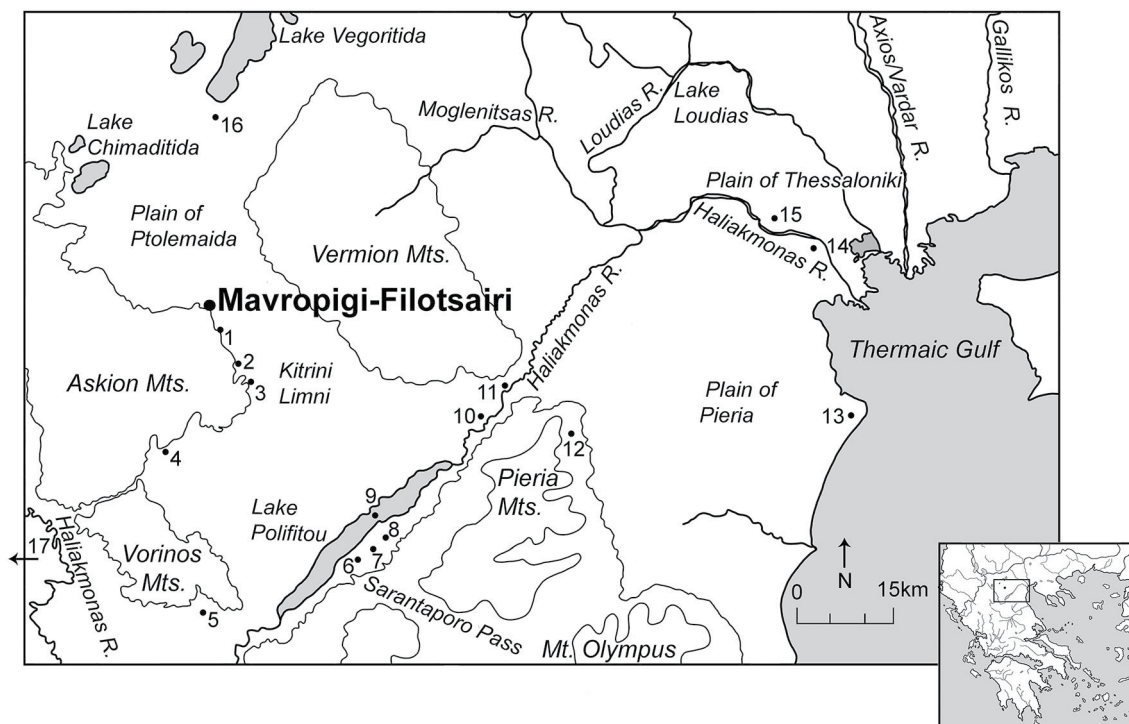 Lake Vegoritida
Axios/Vardar R.
Gallikos R.
Moglenitsas R.
Loudias R.
Lake
Loudias
16
Lake
Chimaditida
Plain of Thessaloniki
Plain of
Ptolemaida
15
Haliakmonas R.
14
Vermion Mts.
Mavropigi-Filotsairi
Haliakmonas R.
Thermaic Gulf
1
2
3
Kitrini
Limni
Askion Mts.
11
10
Plain of
Pieria
13
12
4
Pieria
Mts.
9
Lake
Polifitou
8
7
6
17
Haliakmonas R.
Vorinos
Mts.
5
Sarantaporo Pass
Mt. Olympus
N
0 15km